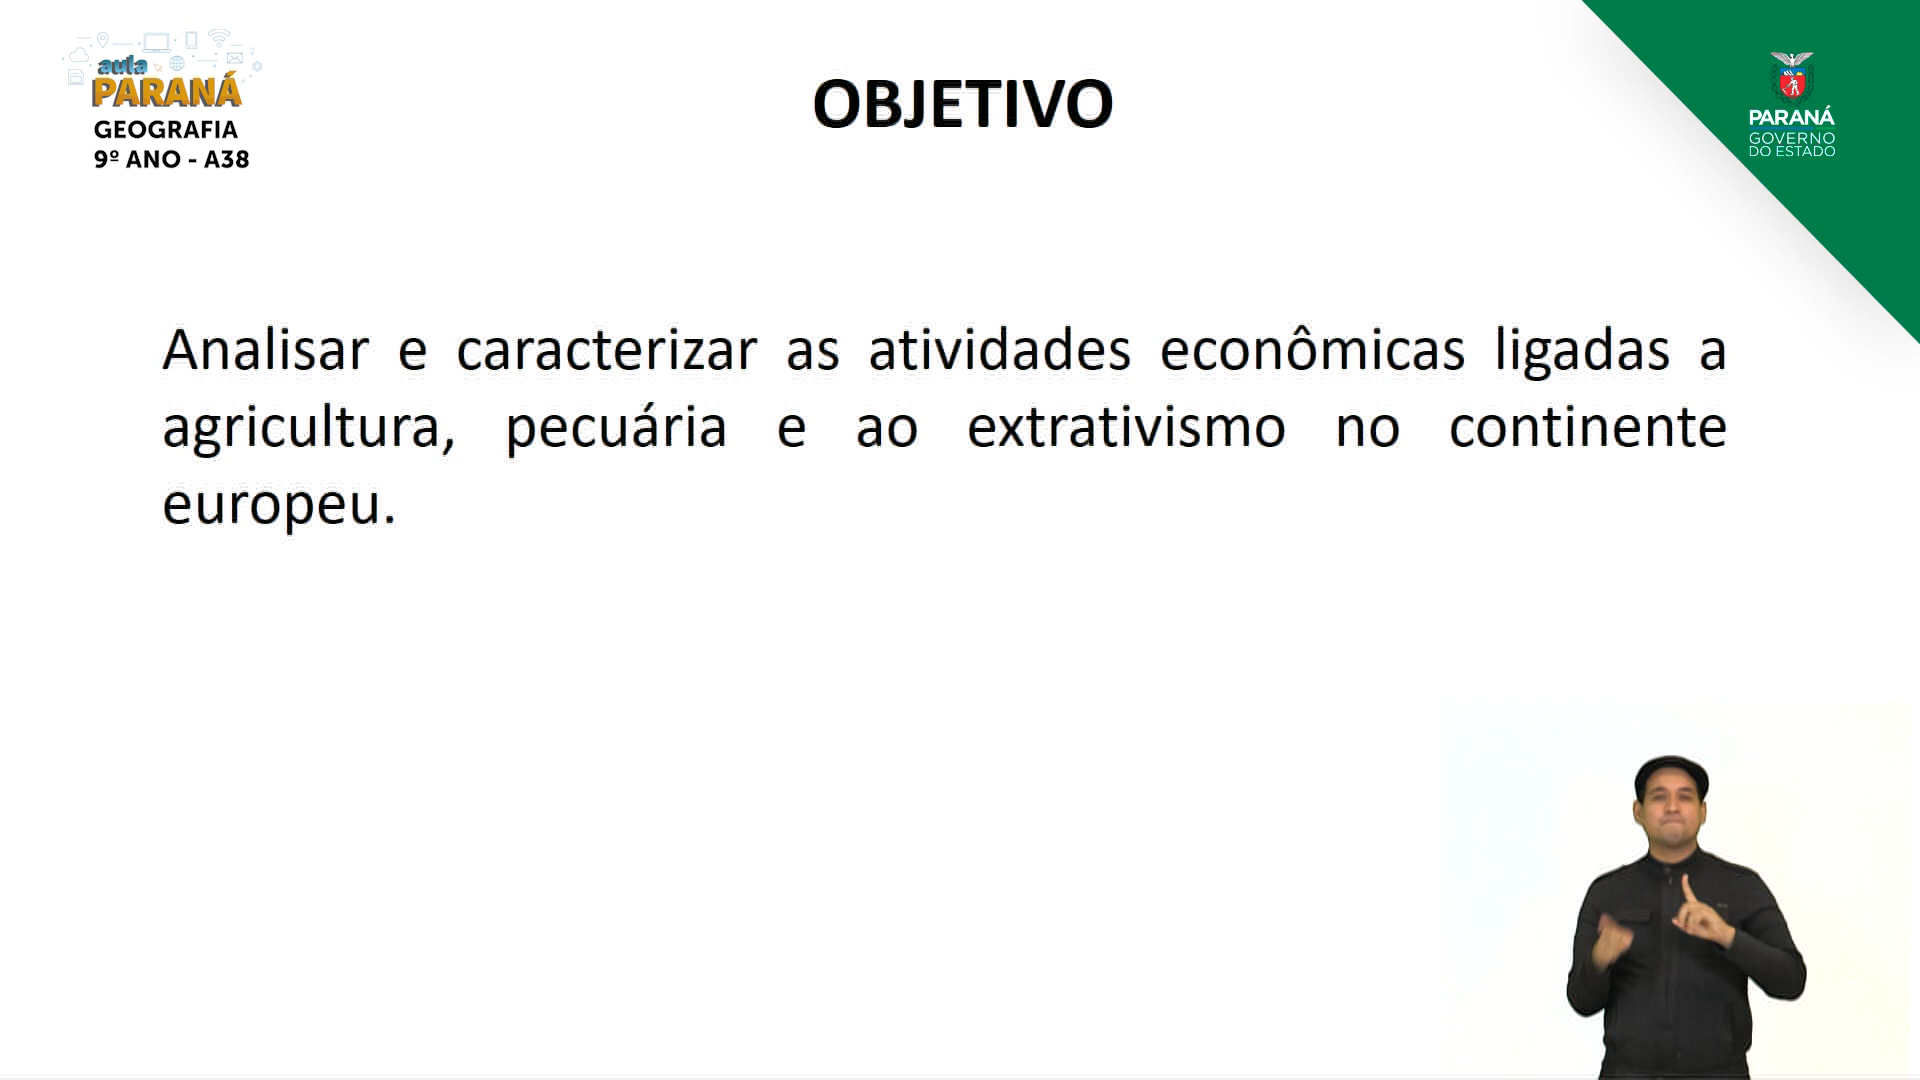 aula
PARANÁ
GEOGRAFIA
9º ANO - A38
OBJETIVO
PARANÁ
GOVERNO
DO ESTADO
Analisar e caracterizar as atividades econômicas ligadas a
agricultura, pecuária e ao extrativismo no continente
europeu.